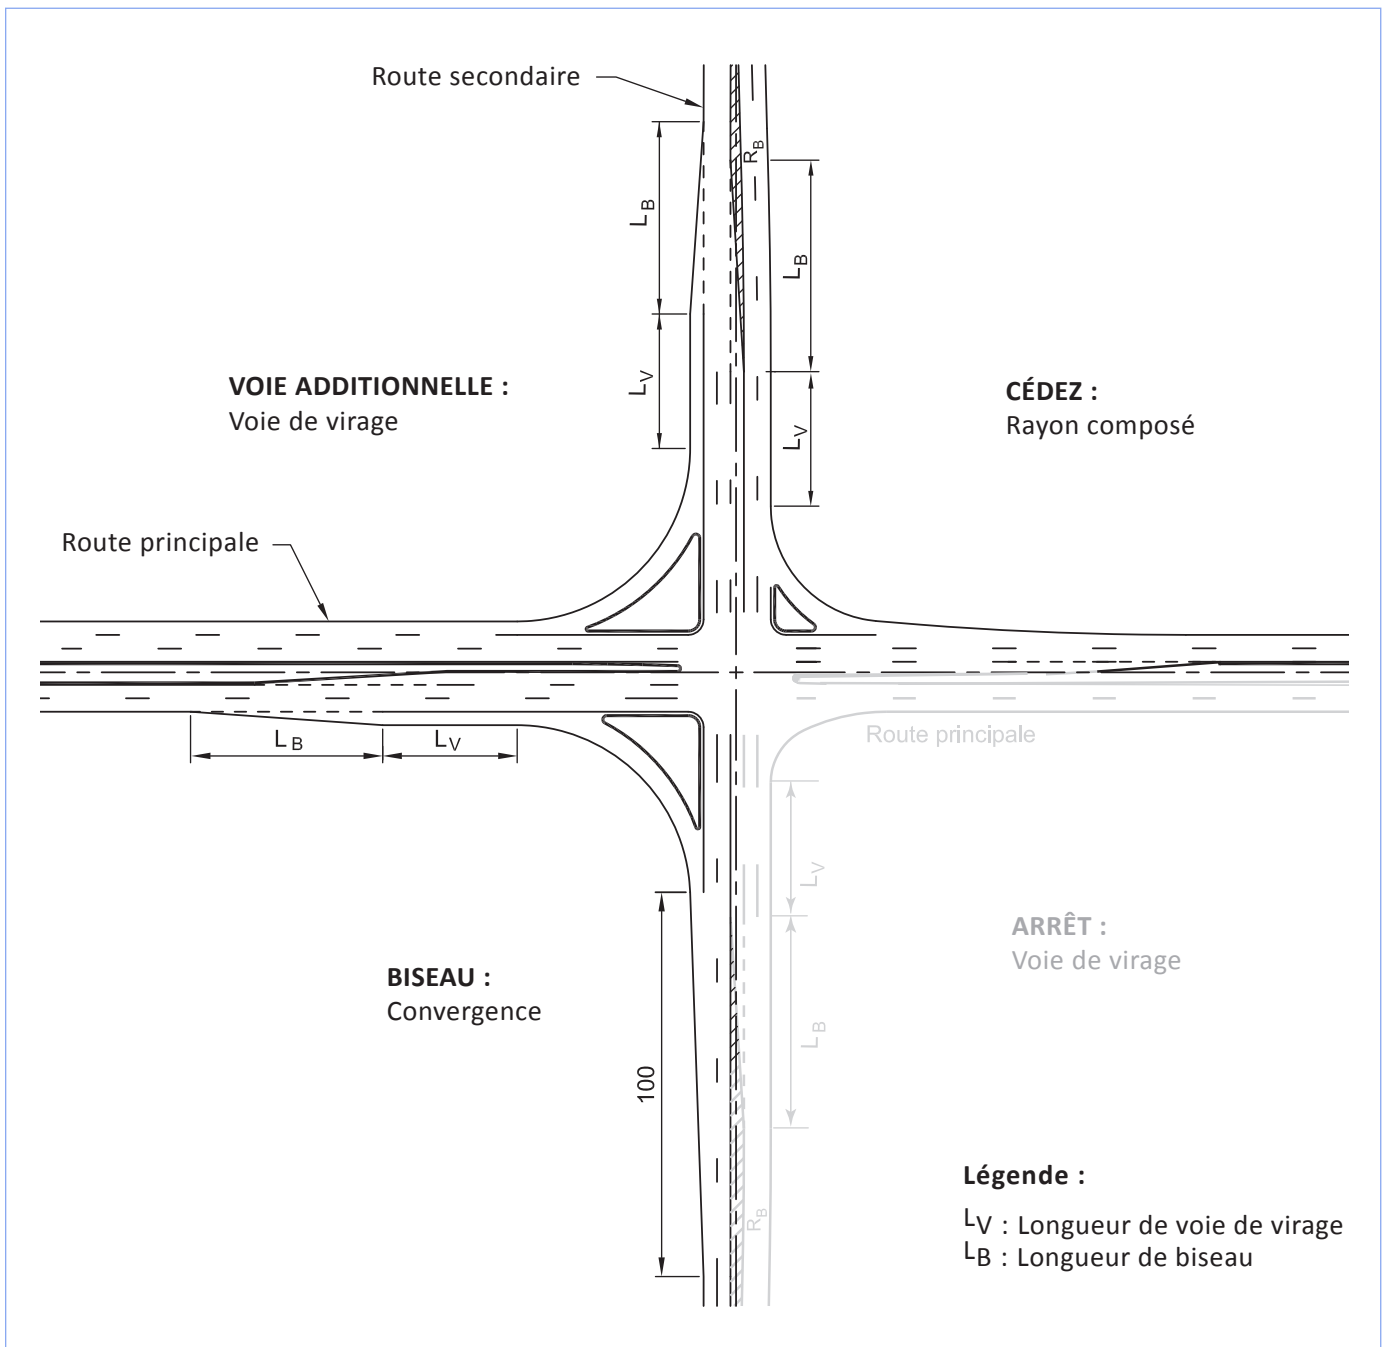 Route secondaire
R_B
L_B
L_B
L_V
VOIE ADDITIONNELLE :
Voie de virage
CÉDEZ :
Rayon composé
L_V
Route principale
L_B
L_V
Route principale
L_V
ARRÊT :
Voie de virage
BISEAU :
Convergence
L_B
100
R_B
Légende :
L_V : Longueur de voie de virage
L_B : Longueur de biseau